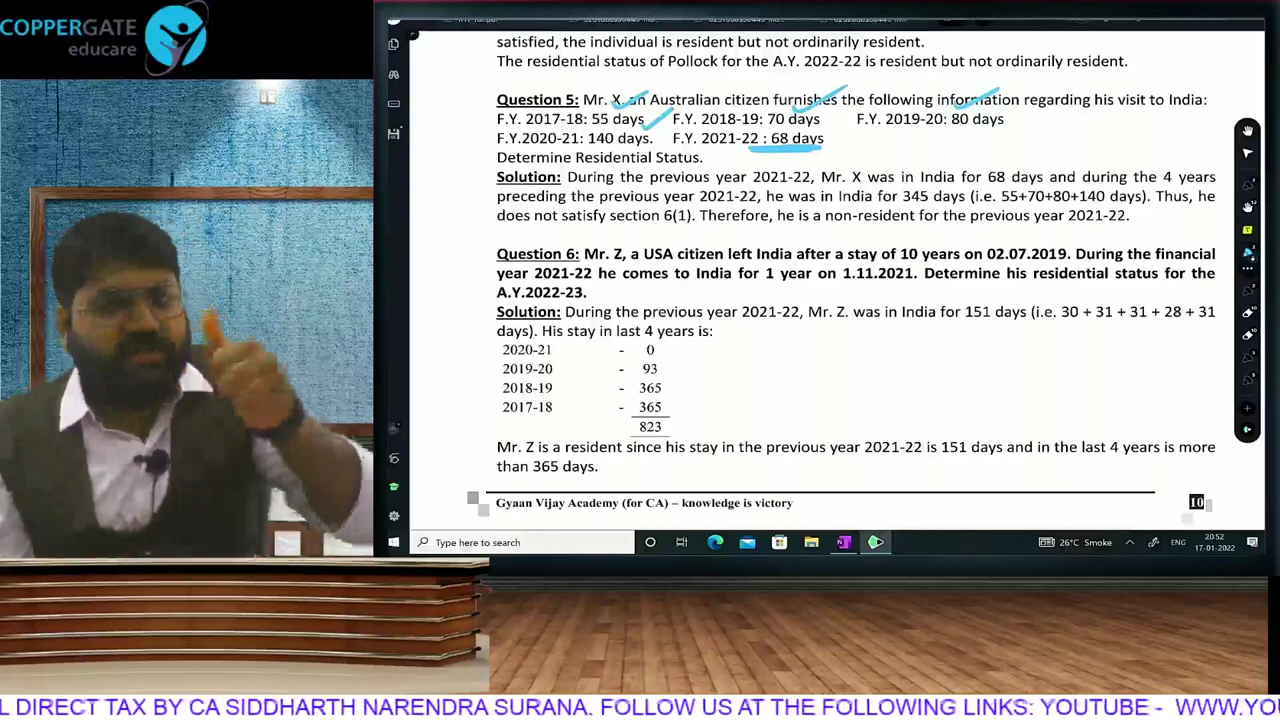 COPPERGATE
educare
satisfied, the individual is resident but not ordinarily resident.
The residential status of Pollock for the A.Y. 2022-22 is resident but not ordinarily resident.
Question 5: Mr. X, an Australian citizen furnishes the following information regarding his visit to India:
F.Y. 2017-18: 55 days F.Y. 2018-19: 70 days F.Y. 2019-20: 80 days
F.Y.2020-21: 140 days. F.Y. 2021-22 : 68 days
Determine Residential Status.
Solution: During the previous year 2021-22, Mr. X was in India for 68 days and during the 4 years
preceding the previous year 2021-22, he was in India for 345 days (i.e. 55+70+80+140 days). Thus, he
does not satisfy section 6(1). Therefore, he is a non-resident for the previous year 2021-22.
Question 6: Mr. Z, a USA citizen left India after a stay of 10 years on 02.07.2019. During the financial
year 2021-22 he comes to India for 1 year on 1.11.2021. Determine his residential status for the
A.Y.2022-23.
Solution: During the previous year 2021-22, Mr. Z. was in India for 151 days (i.e. 30 + 31 + 31 + 28 + 31
days). His stay in last 4 years is:
2020-21 - 0
2019-20 - 93
2018-19 - 365
2017-18 - 365
823
Mr. Z is a resident since his stay in the previous year 2021-22 is 151 days and in the last 4 years is more
than 365 days.
Gyaan Vijay Academy (for CA) – knowledge is victory
10
Type here to search
26°C Smoke
ENG
20:52
17-01-2022
L DIRECT TAX BY CA SIDDHARTH NARENDRA SURANA. FOLLOW US AT THE FOLLOWING LINKS: YOUTUBE - WWW.YO